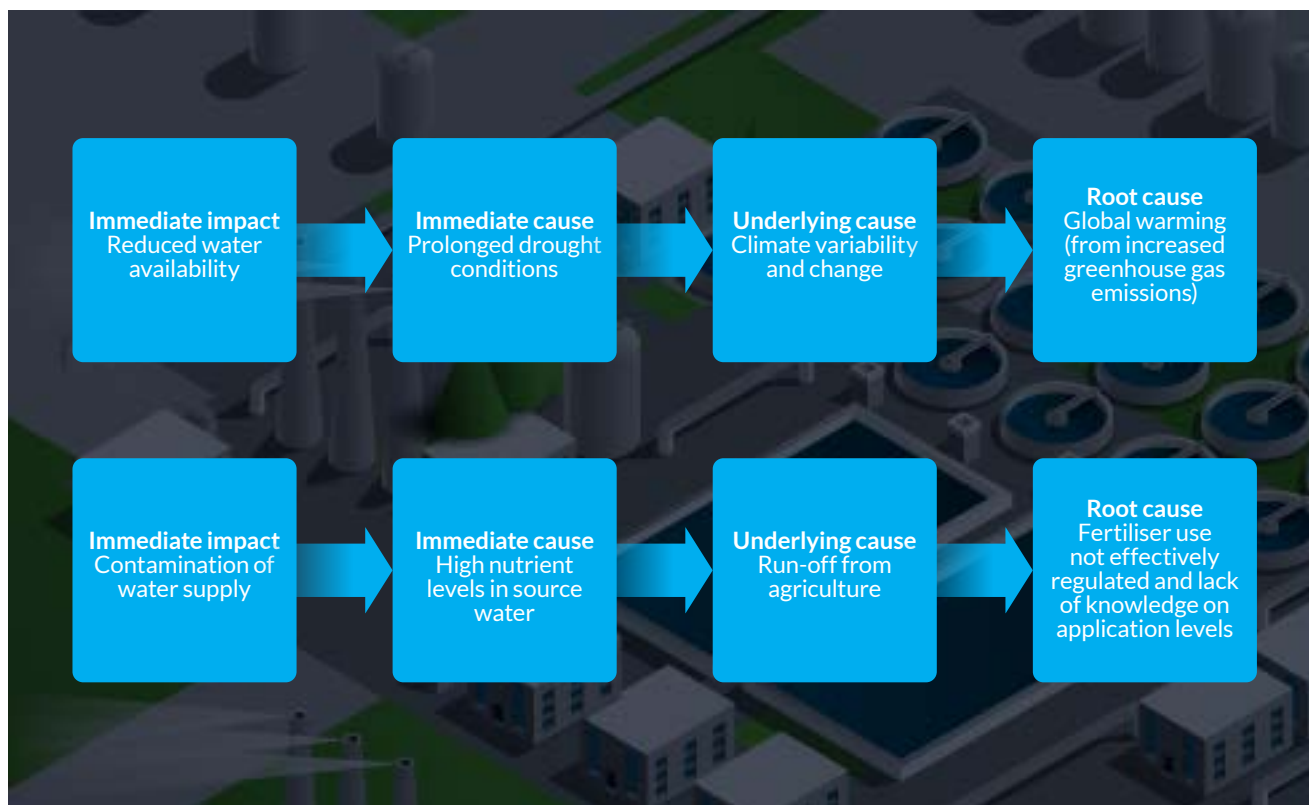 Immediate impact
Reduced water
availability
Immediate cause
Prolonged drought
conditions
Underlying cause
Climate variability
and change
Root cause
Global warming
(from increased
greenhouse gas
emissions)
Immediate impact
Contamination of
water supply
Immediate cause
High nutrient
levels in source
water
Underlying cause
Run-off from
agriculture
Root cause
Fertiliser use
not effectively
regulated and lack
of knowledge on
application levels